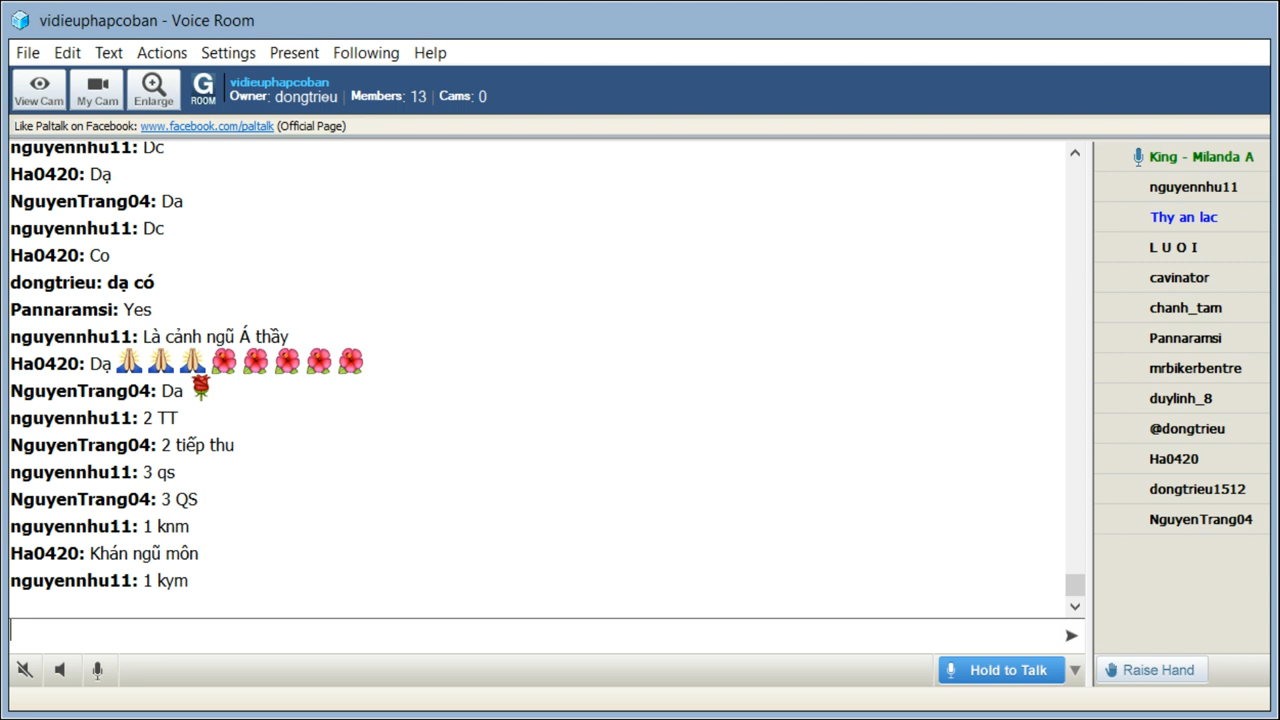 vidieuphapcoban - Voice Room
File Edit Text Actions Settings Present Following Help
View Cam
My Cam
Enlarge
G ROOM
vidieuphapcoban
Owner: dongtrieu | Members: 13 | Cams: 0
Like Paltalk on Facebook: www.facebook.com/paltalk (Official Page)
nguyennhu11: Dc
Ha0420: Dạ
NguyenTrang04: Da
nguyennhu11: Dc
Ha0420: Co
dongtrieu: dạ có
Pannaramsi: Yes
nguyennhu11: Là cảnh ngũ Á thầy
Ha0420: Dạ 🙏🙏🙏🌺🌺🌺🌺🌺
NguyenTrang04: Da 🌹
nguyennhu11: 2 TT
NguyenTrang04: 2 tiếp thu
nguyennhu11: 3 qs
NguyenTrang04: 3 QS
nguyennhu11: 1 knm
Ha0420: Khán ngũ môn
nguyennhu11: 1 kym
King - Milanda A
nguyennhu11
Thy an lac
L U O I
cavinator
chanh_tam
Pannaramsi
mrbikerbentre
duylinh_8
@dongtrieu
Ha0420
dongtrieu1512
NguyenTrang04
Hold to Talk
Raise Hand